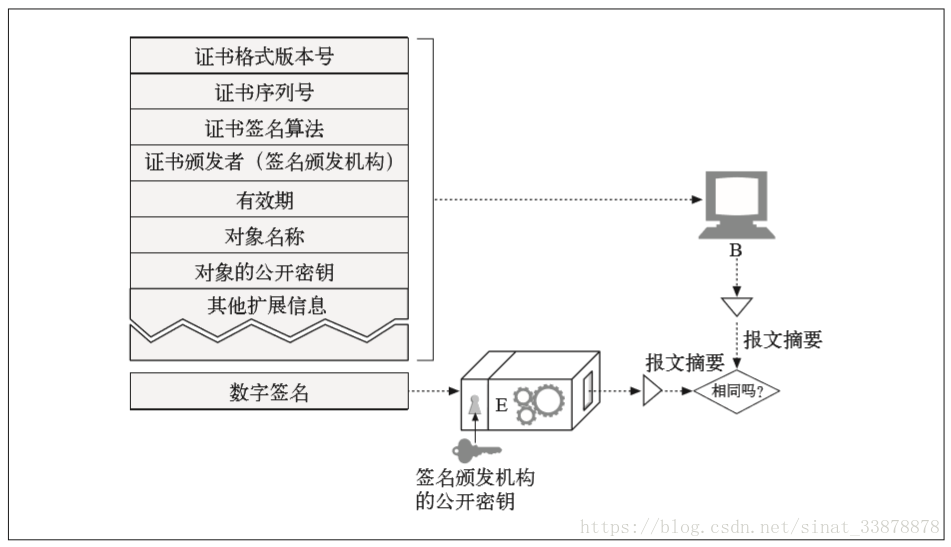 证书格式版本号
证书序列号
证书签名算法
证书颁发者（签名颁发机构）
有效期
对象名称
对象的公开密钥
其他扩展信息
数字签名
E
签名颁发机构
的公开密钥
B
报文摘要
报文摘要
相同吗?
https://blog.csdn.net/sinat_33878878